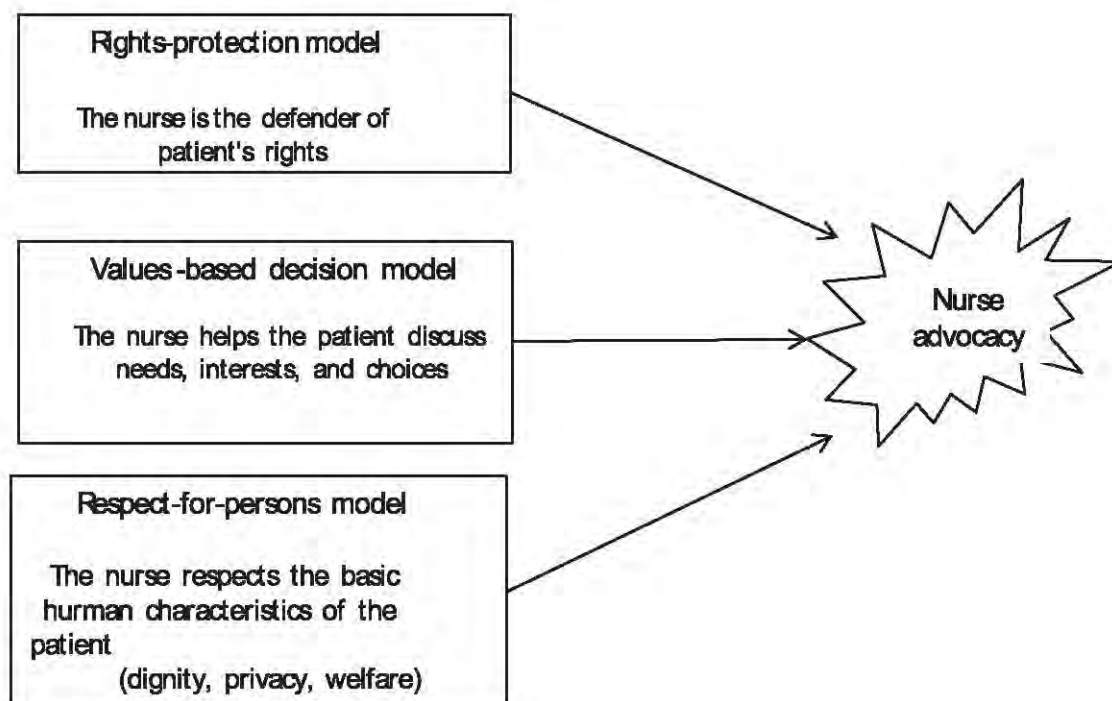 Rights-protection model
The nurse is the defender of
patient's rights
Values-based decision model
The nurse helps the patient discuss
needs, interests, and choices
Respect-for-persons model
The nurse respects the basic
hurman characteristics of the
patient
(dignity, privacy, welfare)
Nurse
advocacy